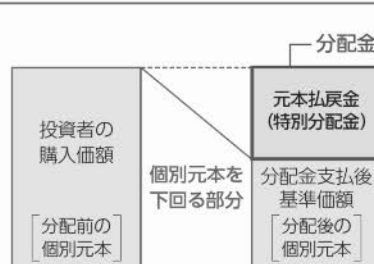 分配金
元本払戻金
(特別分配金)
投資者の
購入価額
個別元本を
下回る部分
分配金支払後
基準価額
分配前の
個別元本
分配後の
個別元本